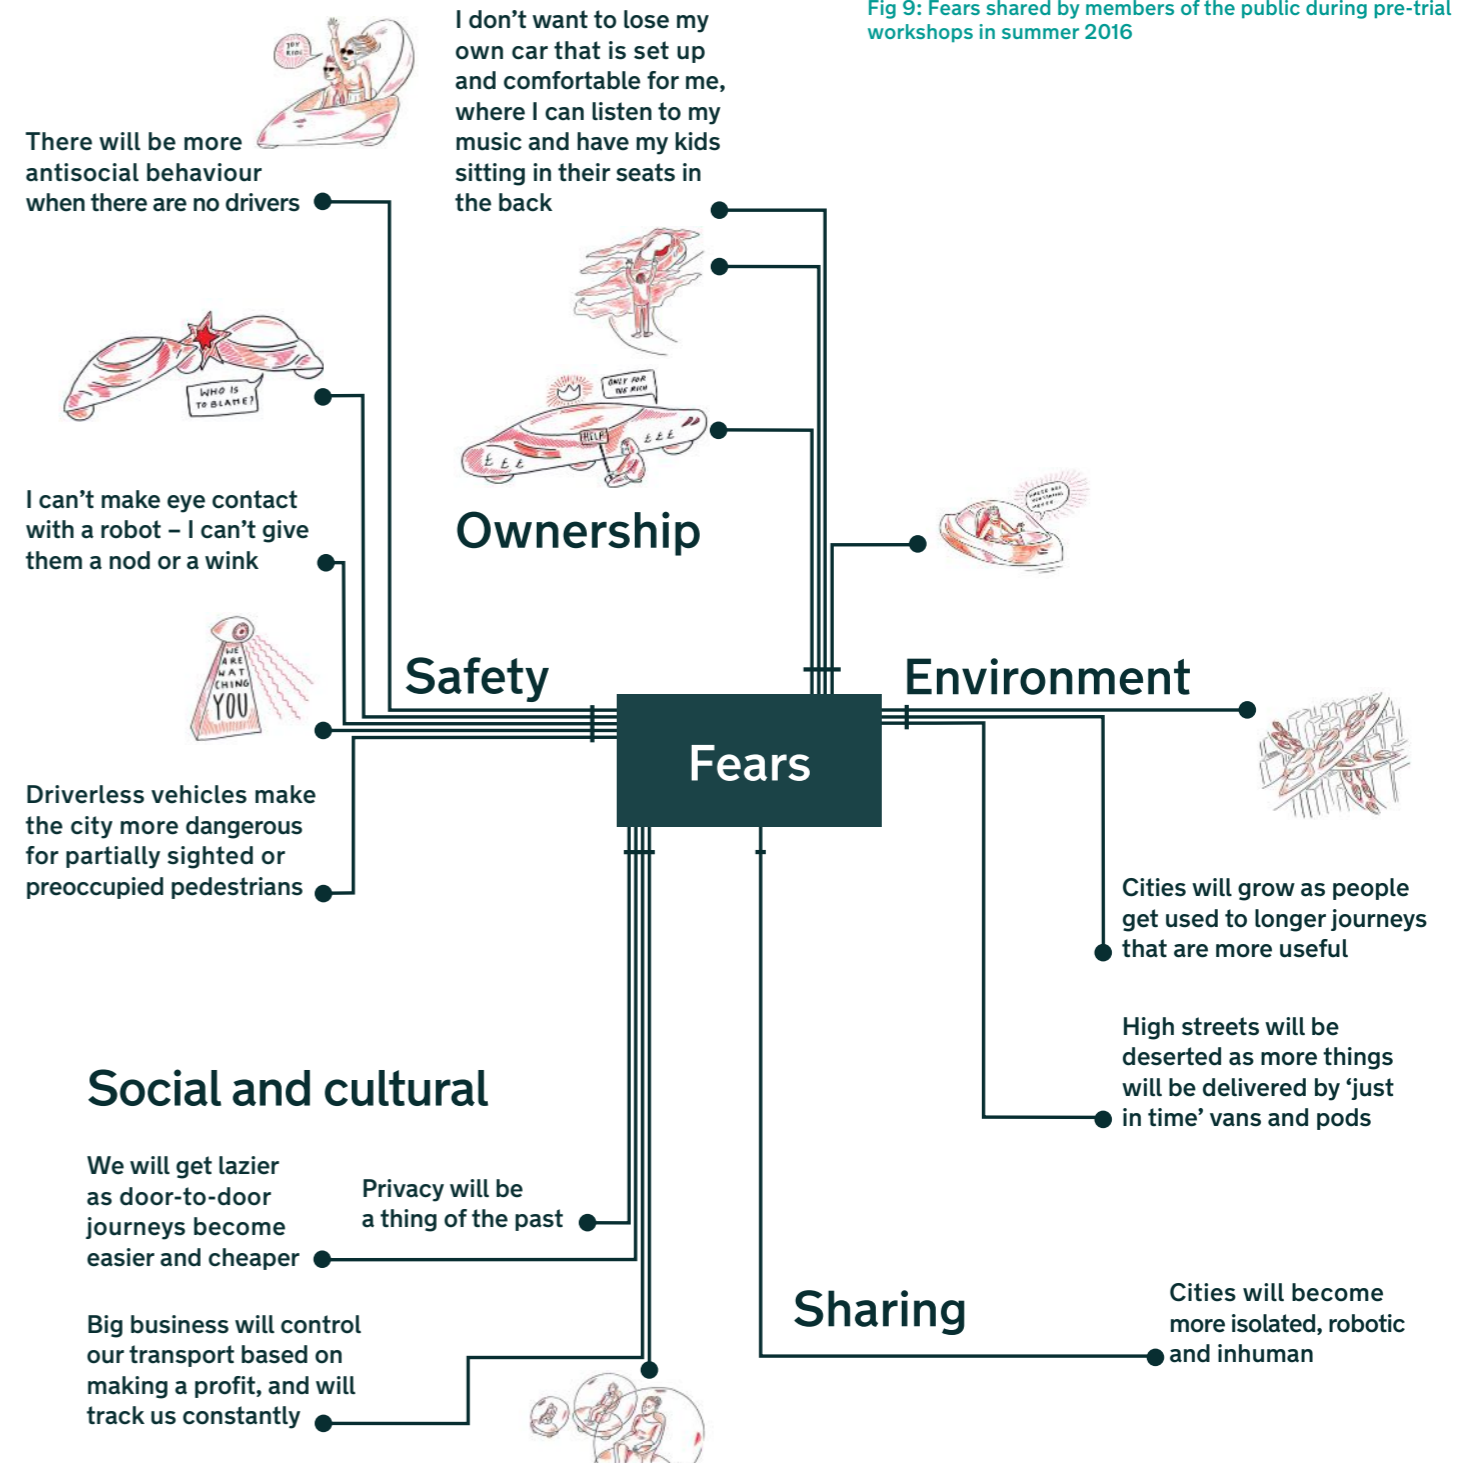 Fig 9: Fears shared by members of the public during pre-trial
workshops in summer 2016
JOY
RIDE
There will be more
antisocial behaviour
when there are no drivers
I don’t want to lose my
own car that is set up
and comfortable for me,
where I can listen to my
music and have my kids
sitting in their seats in
the back
WHO IS
TO BLAME?
ONLY FOR
THE RICH
HELP
£ £ £
£ £ £
I can’t make eye contact
with a robot – I can’t give
them a nod or a wink
Ownership
WE
ARE
WAT
CHING
YOU
Safety
Environment
Fears
Driverless vehicles make
the city more dangerous
for partially sighted or
preoccupied pedestrians
Cities will grow as people
get used to longer journeys
that are more useful
High streets will be
deserted as more things
will be delivered by ‘just
in time’ vans and pods
Social and cultural
We will get lazier
as door-to-door
journeys become
easier and cheaper
Privacy will be
a thing of the past
Big business will control
our transport based on
making a profit, and will
track us constantly
Sharing
Cities will become
more isolated, robotic
and inhuman